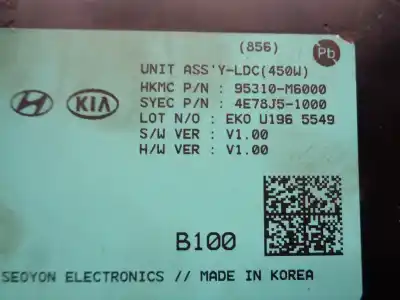 (856)
Pb
UNIT ASS'Y-LDC(450W)
HKMC P/N : 95310-M6000
SYEC P/N : 4E78J5-1000
LOT N/O : EKO U196 5549
S/W VER : V1.00
H/W VER : V1.00
KIA
B100
SEOYON ELECTRONICS // MADE IN KOREA